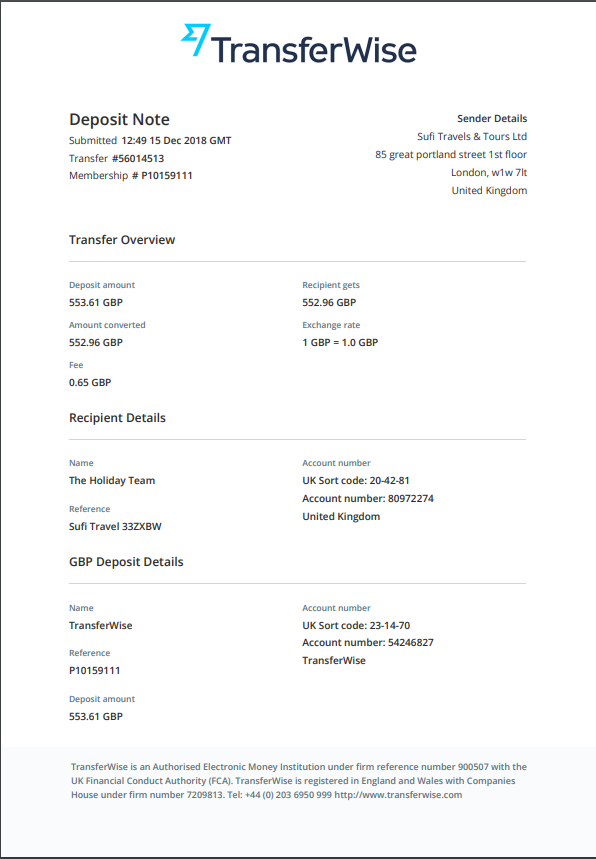 TransferWise
Deposit Note
Submitted 12:49 15 Dec 2018 GMT
Transfer #56014513
Membership # P10159111
Sender Details
Sufi Travels & Tours Ltd
85 great portland street 1st floor
London, w1w 7lt
United Kingdom
Transfer Overview
Deposit amount
553.61 GBP
Recipient gets
552.96 GBP
Amount converted
552.96 GBP
Exchange rate
1 GBP = 1.0 GBP
Fee
0.65 GBP
Recipient Details
Name
The Holiday Team
Account number
UK Sort code: 20-42-81
Account number: 80972274
United Kingdom
Reference
Sufi Travel 33ZXBW
GBP Deposit Details
Name
TransferWise
Account number
UK Sort code: 23-14-70
Account number: 54246827
TransferWise
Reference
P10159111
Deposit amount
553.61 GBP
TransferWise is an Authorised Electronic Money Institution under firm reference number 900507 with the
UK Financial Conduct Authority (FCA). TransferWise is registered in England and Wales with Companies
House under firm number 7209813. Tel: +44 (0) 203 6950 999 http://www.transferwise.com